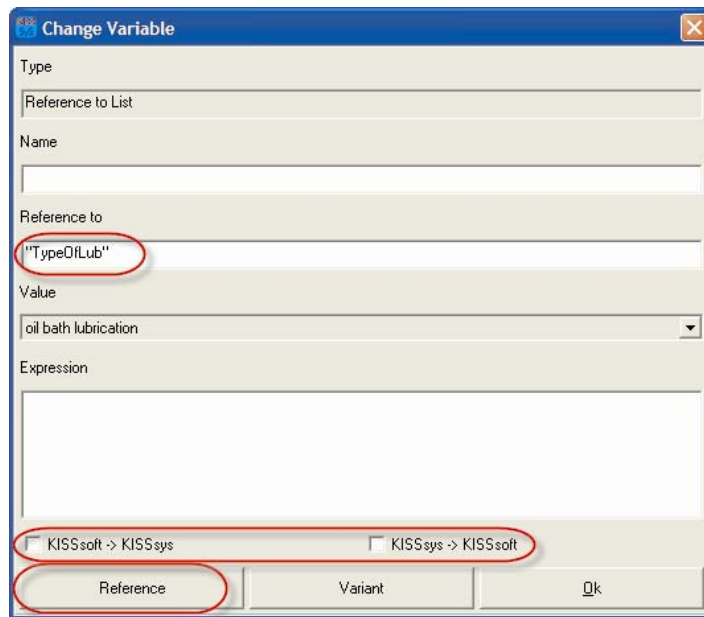 Change Variable
Type
Reference to List
Name
Reference to
"TypeOfLub"
Value
oil bath lubrication
Expression
KISSsoft -> KISSsys KISSsys -> KISSsoft
Reference Variant Ok